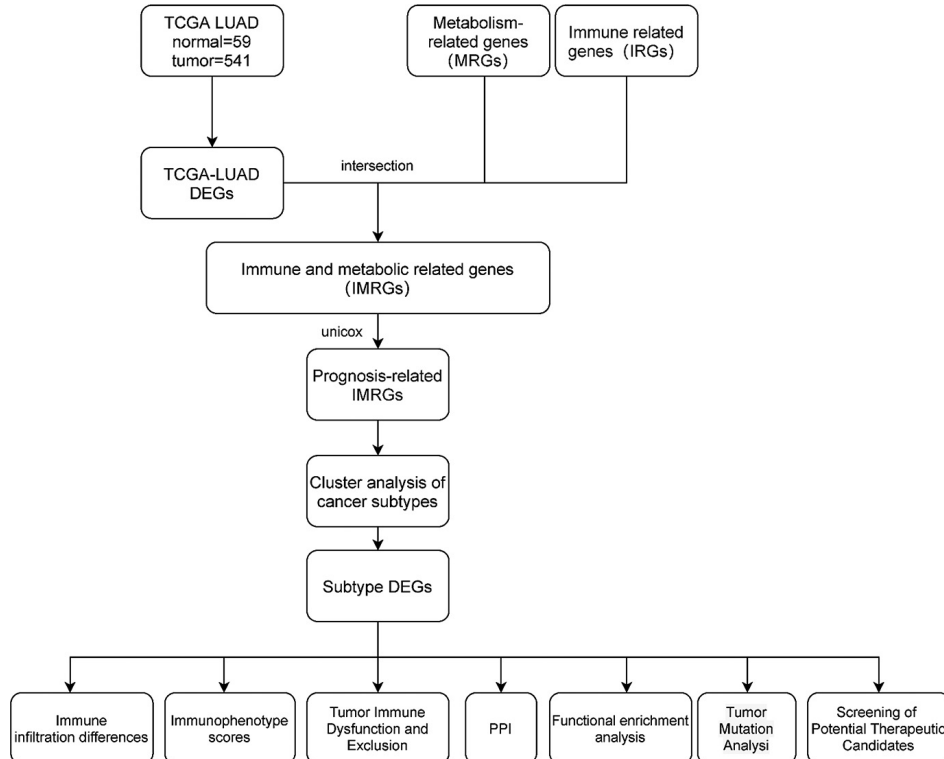 TCGA LUAD
normal=59
tumor=541
Metabolism-
related genes
(MRGs)
Immune related
genes（IRGs）
TCGA-LUAD
DEGs
intersection
Immune and metabolic related genes
（IMRGs）
unicox
Prognosis-related
IMRGs
Cluster analysis of
cancer subtypes
Subtype DEGs
Immune
infiltration differences
Immunophenotype
scores
Tumor Immune
Dysfunction and
Exclusion
PPI
Functional enrichment
analysis
Tumor
Mutation
Analysi
Screening of
Potential Therapeutic
Candidates